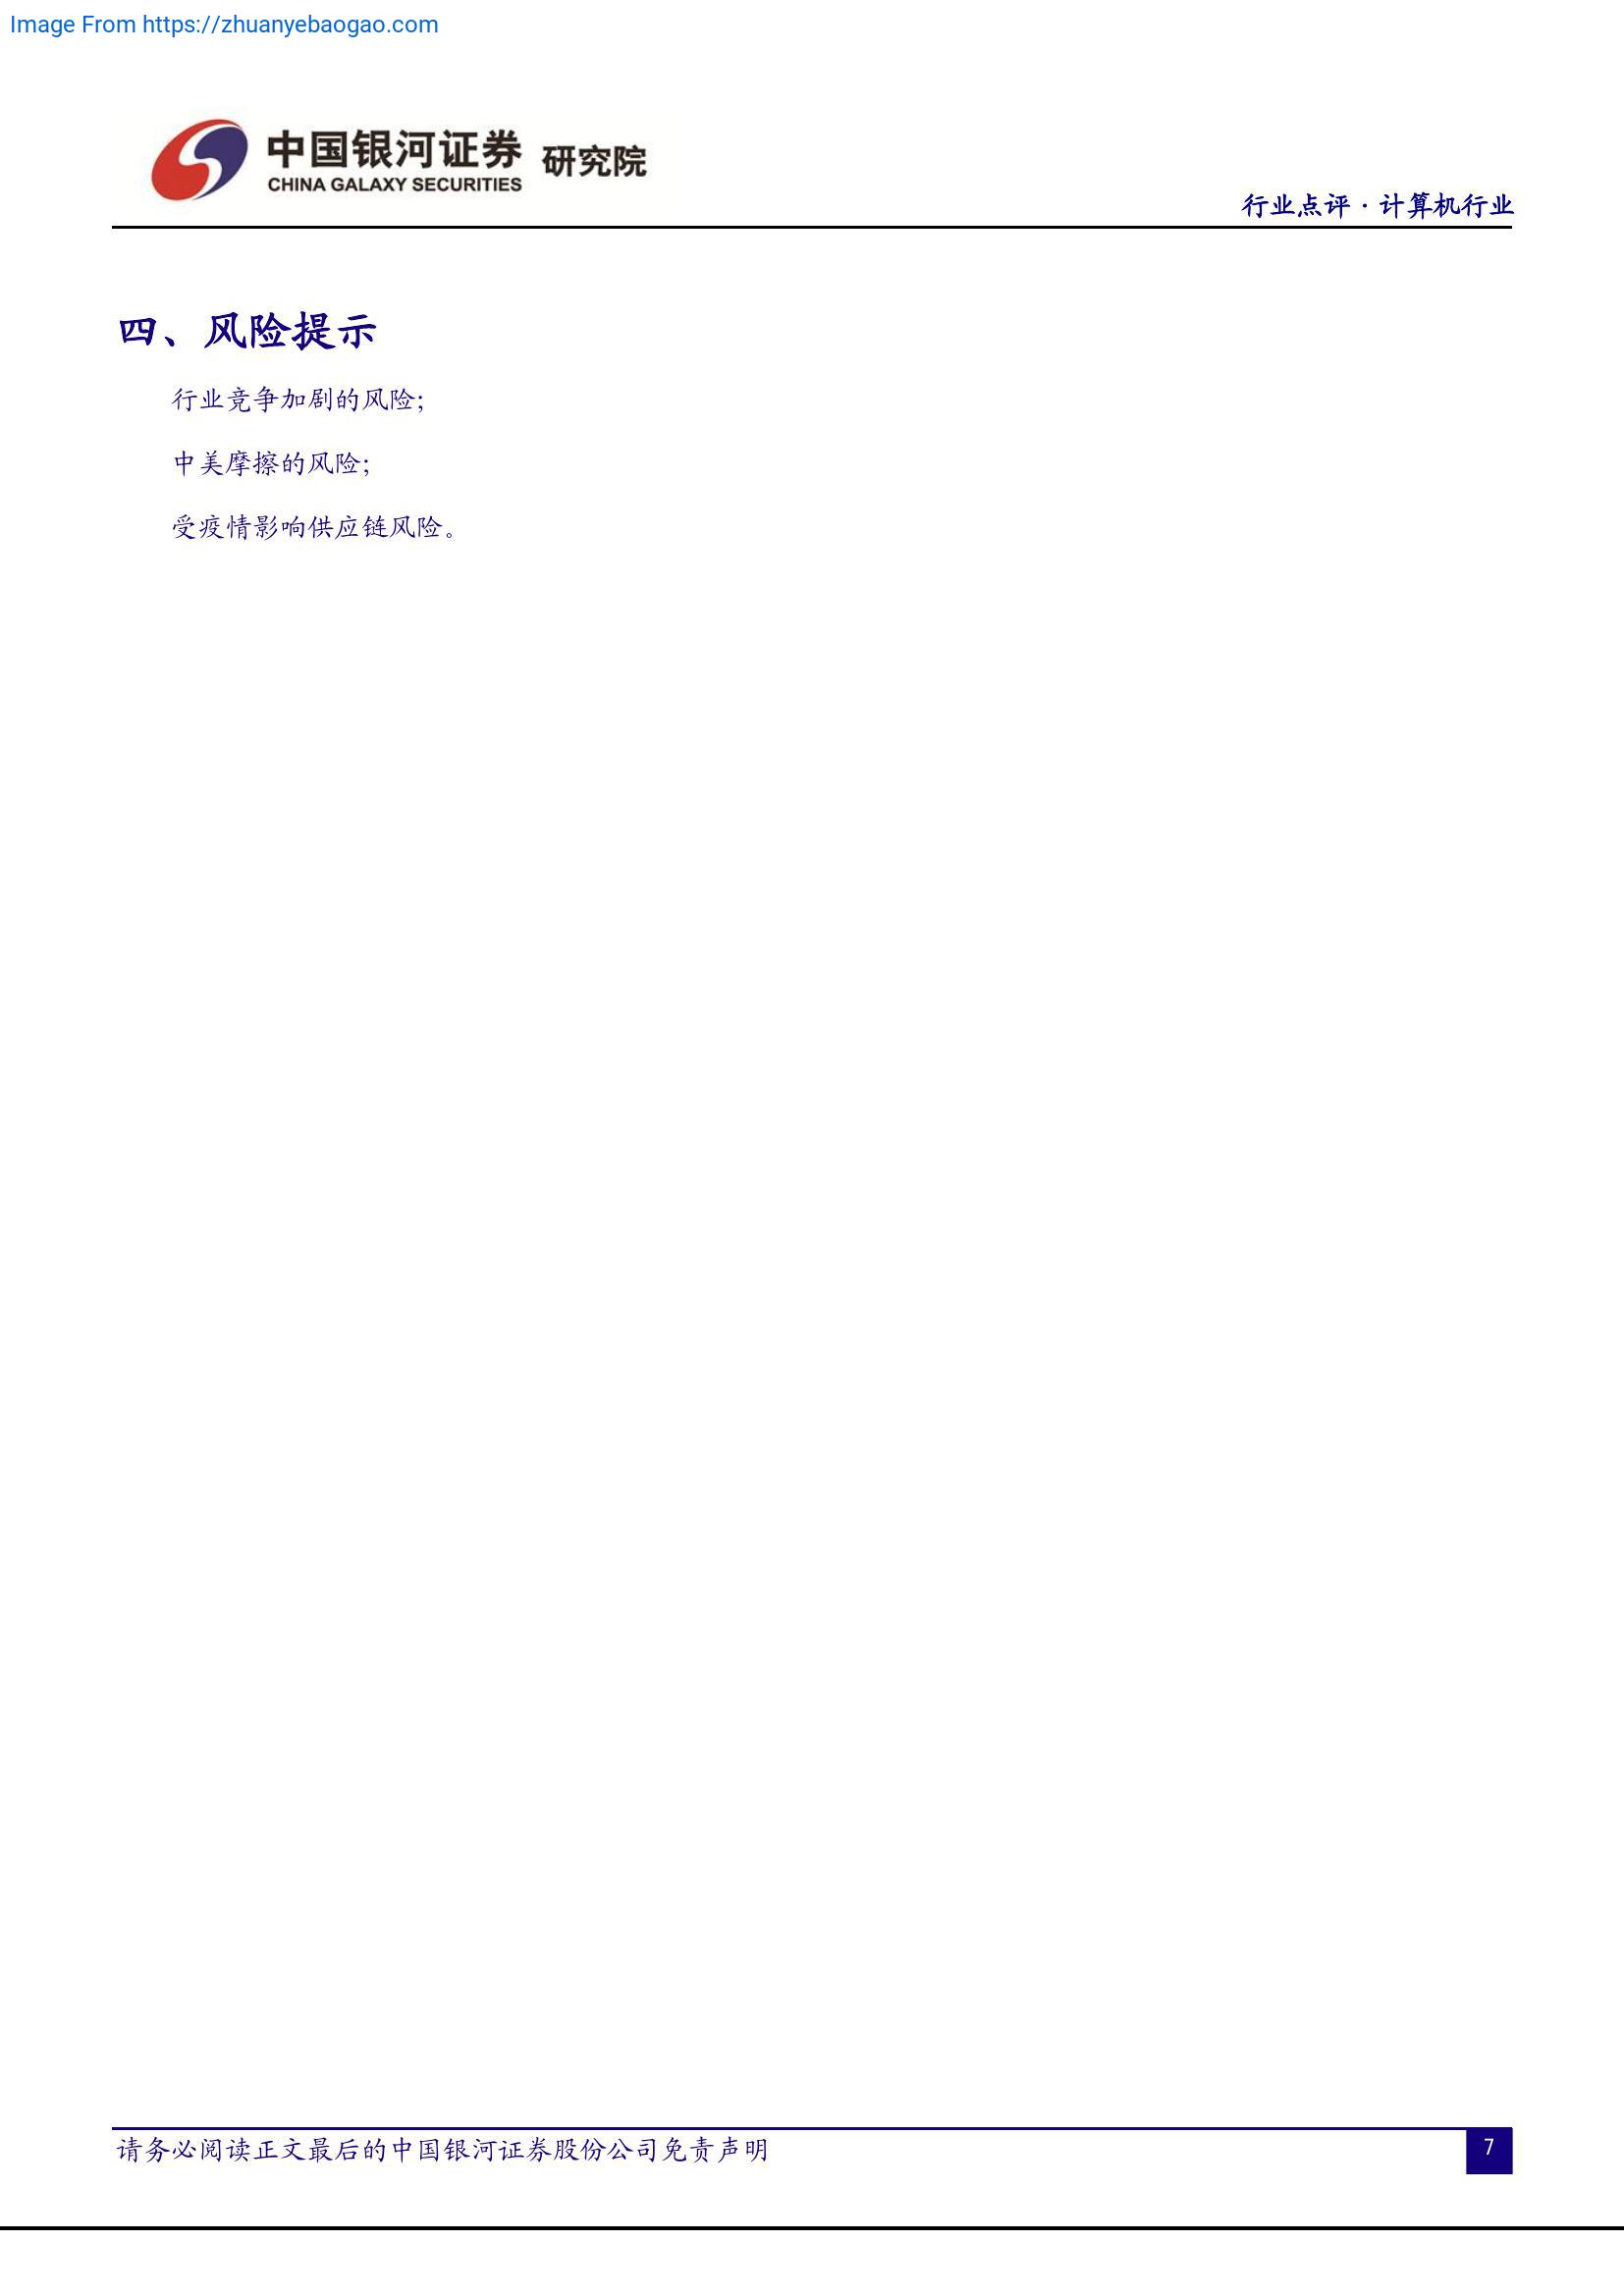 Image From https://zhuanyebaogao.com
中国银河证券 研究院
CHINA GALAXY SECURITIES
行业点评·计算机行业
四、风险提示
行业竞争加剧的风险;
中美摩擦的风险;
受疫情影响供应链风险。
请务必阅读正文最后的中国银河证券股份公司免责声明
7